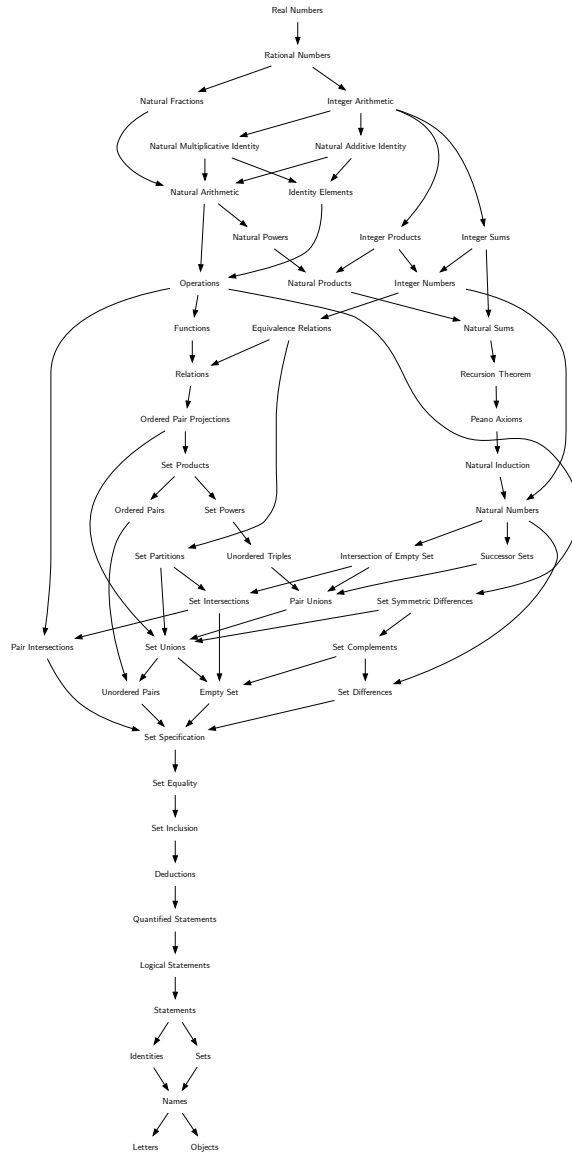 Real Numbers
Rational Numbers
Natural Fractions
Integer Arithmetic
Natural Multiplicative Identity
Natural Additive Identity
Natural Arithmetic
Identity Elements
Natural Powers
Integer Products
Integer Sums
Operations
Natural Products
Integer Numbers
Functions
Equivalence Relations
Natural Sums
Relations
Recursion Theorem
Ordered Pair Projections
Peano Axioms
Set Products
Natural Induction
Ordered Pairs
Set Powers
Natural Numbers
Set Partitions
Unordered Triples
Intersection of Empty Set
Successor Sets
Set Intersections
Pair Unions
Set Symmetric Differences
Pair Intersections
Set Unions
Set Complements
Unordered Pairs
Empty Set
Set Differences
Set Specification
Set Equality
Set Inclusion
Deductions
Quantified Statements
Logical Statements
Statements
Identities
Sets
Names
Letters
Objects